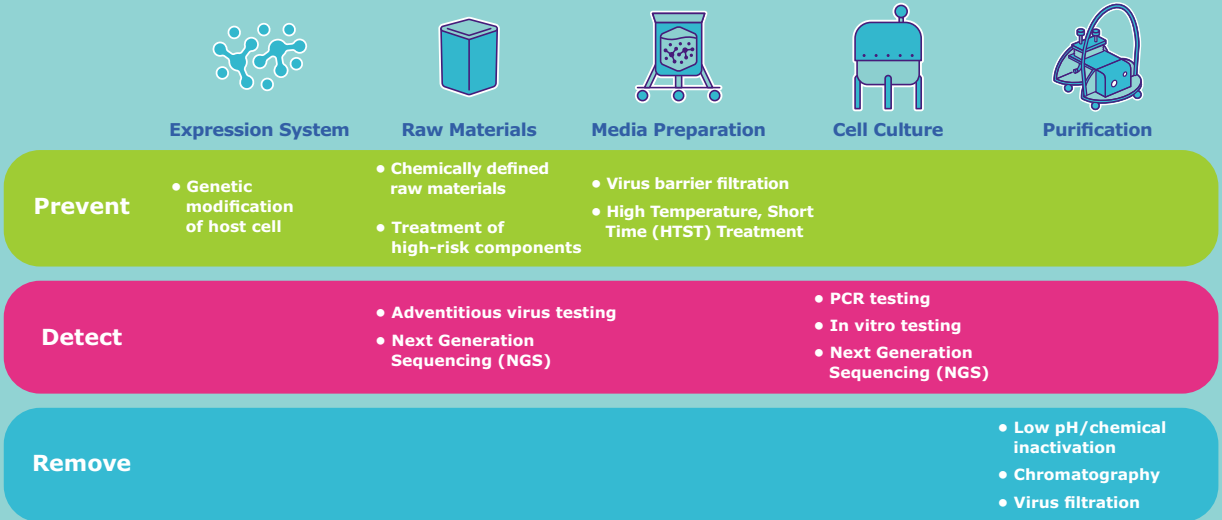 Expression System
Raw Materials
Media Preparation
Cell Culture
Purification
Prevent
• Genetic
modification
of host cell
• Chemically defined
raw materials
• Treatment of
high-risk components
• Virus barrier filtration
• High Temperature, Short
Time (HTST) Treatment
Detect
• Adventitious virus testing
• Next Generation
Sequencing (NGS)
• PCR testing
• In vitro testing
• Next Generation
Sequencing (NGS)
Remove
• Low pH/chemical
inactivation
• Chromatography
• Virus filtration